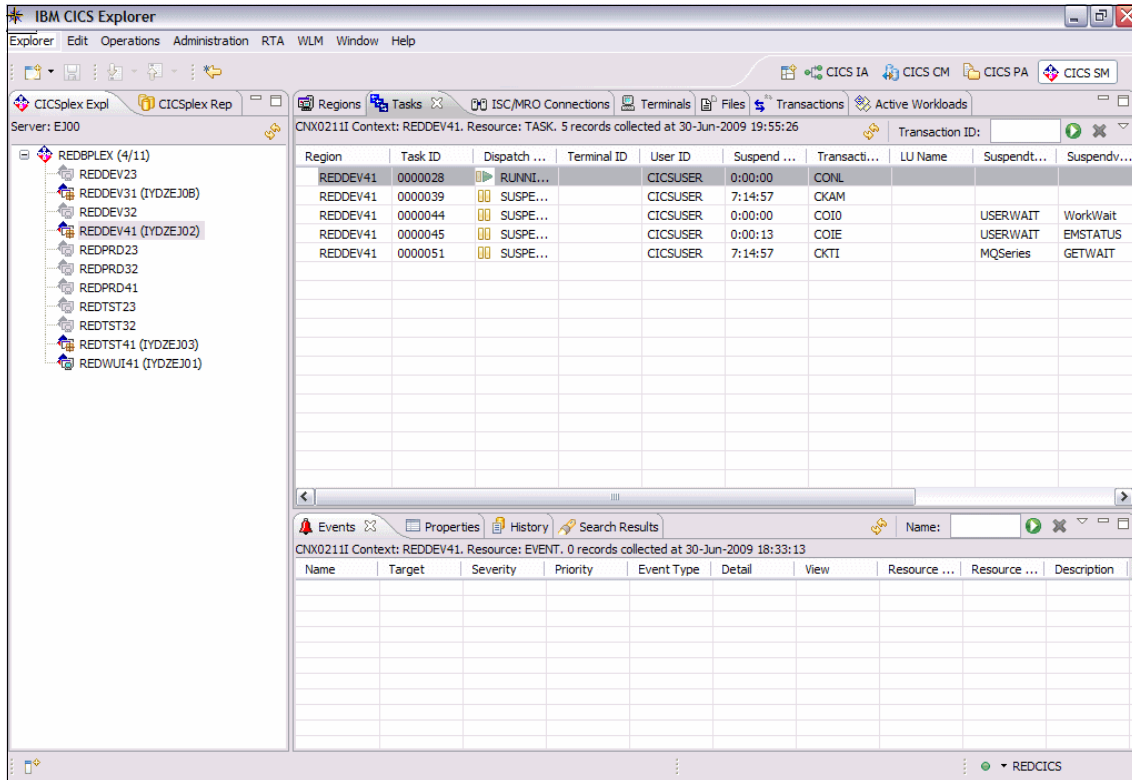 IBM CICS Explorer
Explorer Edit Operations Administration RTA WLM Window Help
CICS IA CICS CM CICS PA CICS SM
CICSplex Expl CICSplex Rep
Server: EJ00
REDBPLEX (4/11)
REDDEV23
REDDEV31 (IYDZEJ0B)
REDDEV32
REDDEV41 (IYDZEJ02)
REDPRD23
REDPRD32
REDPRD41
REDTST23
REDTST32
REDTST41 (IYDZEJ03)
REDWUI41 (IYDZEJ01)
Regions Tasks ISC/MRO Connections Terminals Files Transactions Active Workloads
CNX0211I Context: REDDEV41. Resource: TASK. 5 records collected at 30-Jun-2009 19:55:26 Transaction ID:
Region Task ID Dispatch ... Terminal ID User ID Suspend ... Transacti... LU Name Suspendt... Suspendv...
REDDEV41 0000028 RUNNI... CICSUSER 0:00:00 CONL
REDDEV41 0000039 SUSPE... CICSUSER 7:14:57 CKAM
REDDEV41 0000044 SUSPE... CICSUSER 0:00:00 COI0 USERWAIT WorkWait
REDDEV41 0000045 SUSPE... CICSUSER 0:00:13 COIE USERWAIT EMSTATUS
REDDEV41 0000051 SUSPE... CICSUSER 7:14:57 CKTI MQSeries GETWAIT
Events Properties History Search Results Name:
CNX0211I Context: REDDEV41. Resource: EVENT. 0 records collected at 30-Jun-2009 18:33:13
Name Target Severity Priority Event Type Detail View Resource ... Resource ... Description
REDCICS